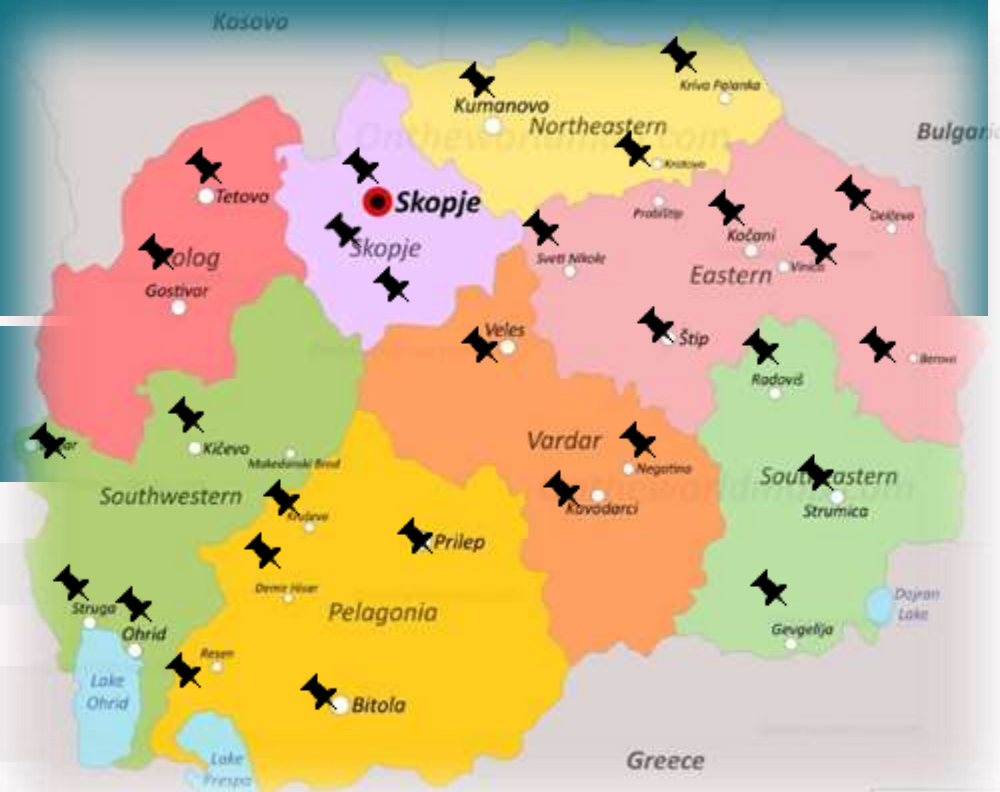 Kosovo
Kriva Palanka
Kumanovo
Northeastern
Bulgari
Kratovo
Tetovo
Skopje
Probištip
Delčevo
Kočani
Skopje
olog
Sveti Nikole
Vinica
Eastern
Gostivar
Veles
Štip
Berovo
Radoviš
Vardar
Kičevo
Makedonski Brod
Negotino
Southwestern
Southeastern
Kavadarci
Strumica
Kruševo
Prilep
Demir Hisar
Pelagonia
Dojran
Lake
Struga
Ohrid
Gevgelija
Resen
Lake
Ohrid
Bitola
Lake
Prespa
Greece